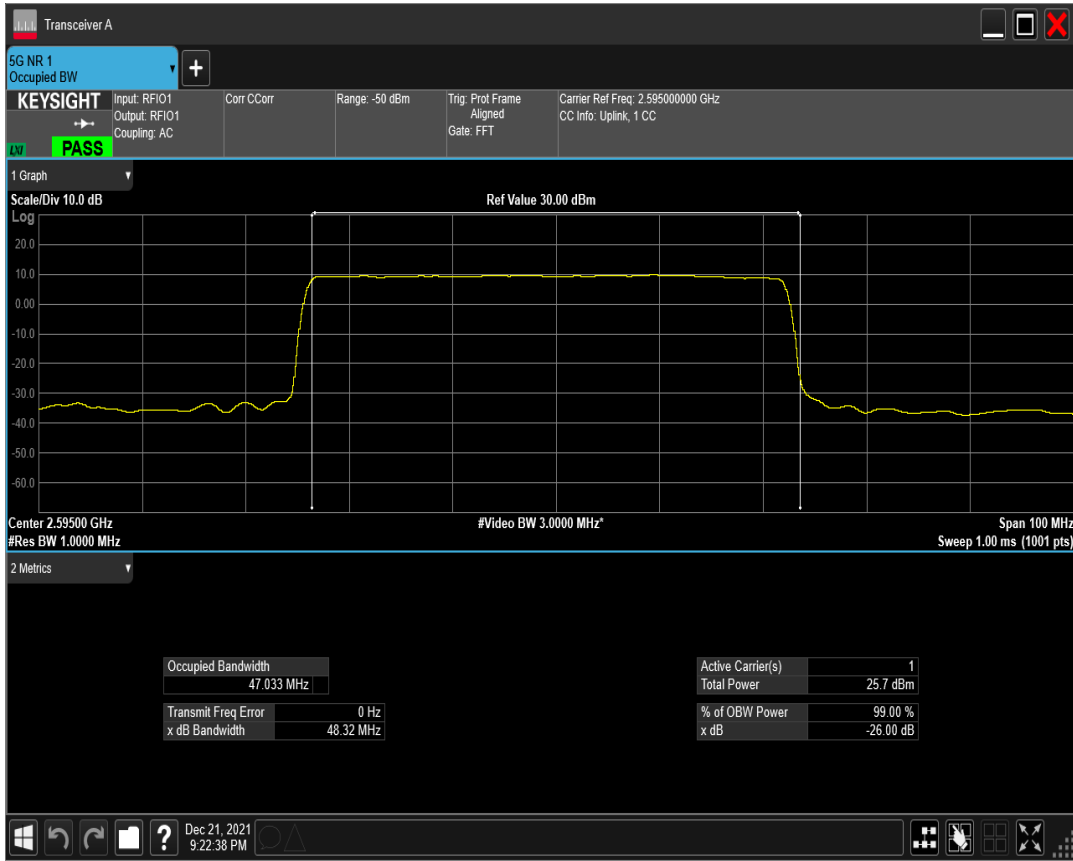 Transceiver A
5G NR 1
Occupied BW
KEYSIGHT
LXI
PASS
Input: RFIO1
Output: RFIO1
Coupling: AC
Corr CCorr
Range: -50 dBm
Trig: Prot Frame
Aligned
Gate: FFT
Carrier Ref Freq: 2.595000000 GHz
CC Info: Uplink, 1 CC
1 Graph
Scale/Div 10.0 dB
Ref Value 30.00 dBm
Log
20.0
10.0
0.00
-10.0
-20.0
-30.0
-40.0
-50.0
-60.0
Center 2.59500 GHz
#Video BW 3.0000 MHz*
Span 100 MHz
#Res BW 1.0000 MHz
Sweep 1.00 ms (1001 pts)
2 Metrics
Occupied Bandwidth
47.033 MHz
Transmit Freq Error 0 Hz
x dB Bandwidth 48.32 MHz
Active Carrier(s) 1
Total Power 25.7 dBm
% of OBW Power 99.00 %
x dB -26.00 dB
?
Dec 21, 2021
9:22:38 PM